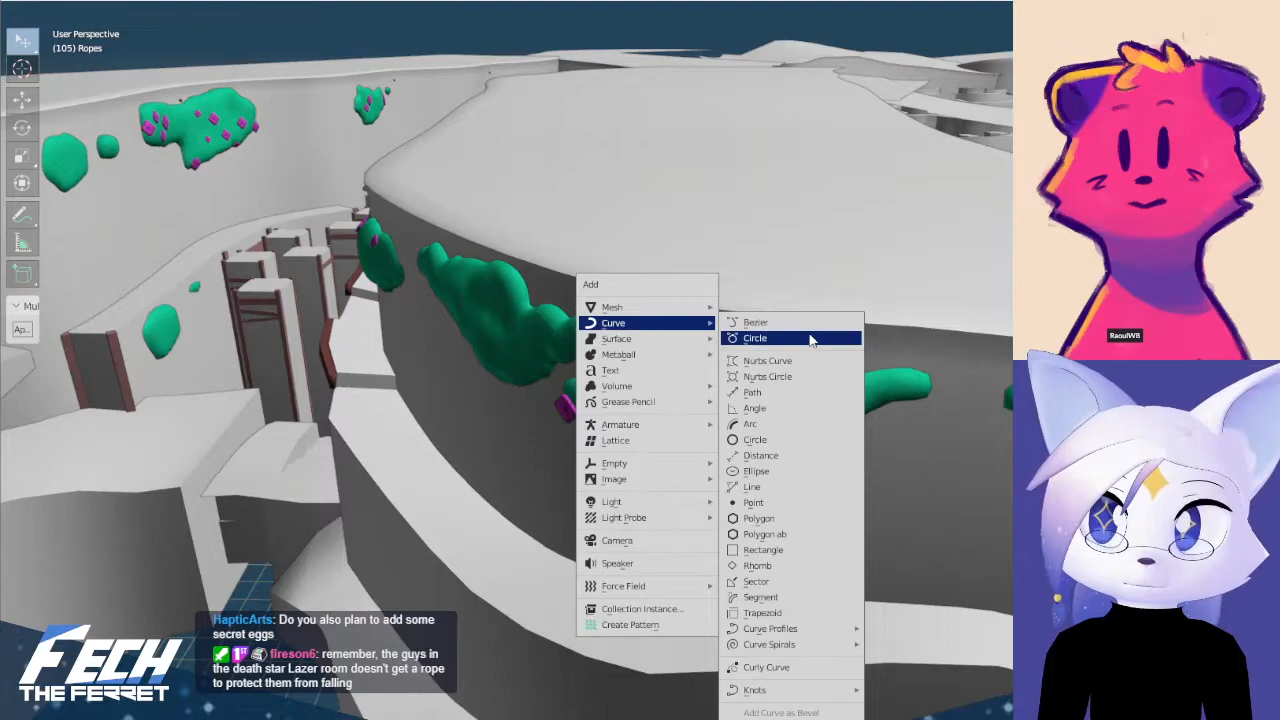 User Perspective
(105) Ropes
Mul
Ap...
Add
Mesh
Curve
Surface
Metaball
Text
Volume
Grease Pencil
Armature
Lattice
Empty
Image
Light
Light Probe
Camera
Speaker
Force Field
Collection Instance...
Create Pattern
Bezier
Circle
Nurbs Curve
Nurbs Circle
Path
Angle
Arc
Circle
Distance
Ellipse
Line
Point
Polygon
Polygon ab
Rectangle
Rhomb
Sector
Segment
Trapezoid
Curve Profiles
Curve Spirals
Curly Curve
Knots
Add Curve as Bevel
RaoulWB
HapticArts: Do you also plan to add some
secret eggs
1st fireson6: remember, the guys in
the death star Lazer room doesn't get a rope
to protect them from falling
FECH
THE FERRET